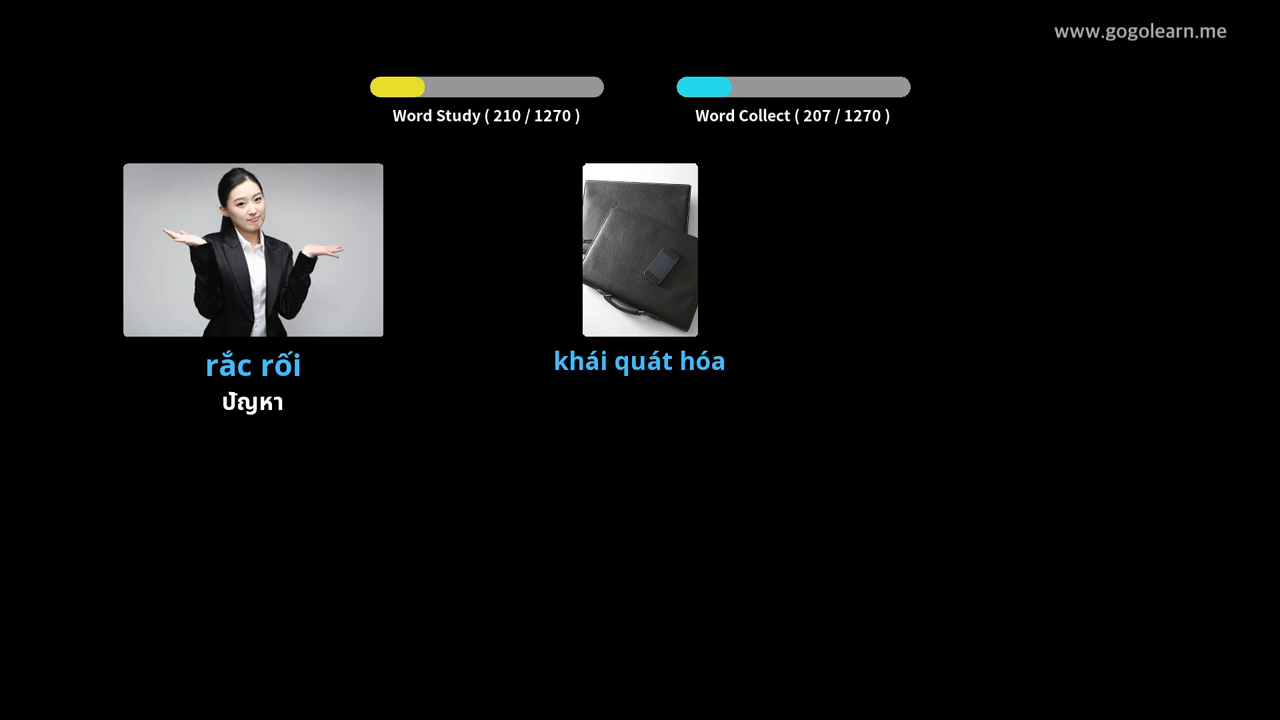 www.gogolearn.me
Word Study ( 210 / 1270 )
Word Collect ( 207 / 1270 )
rắc rối
ปัญหา
khái quát hóa